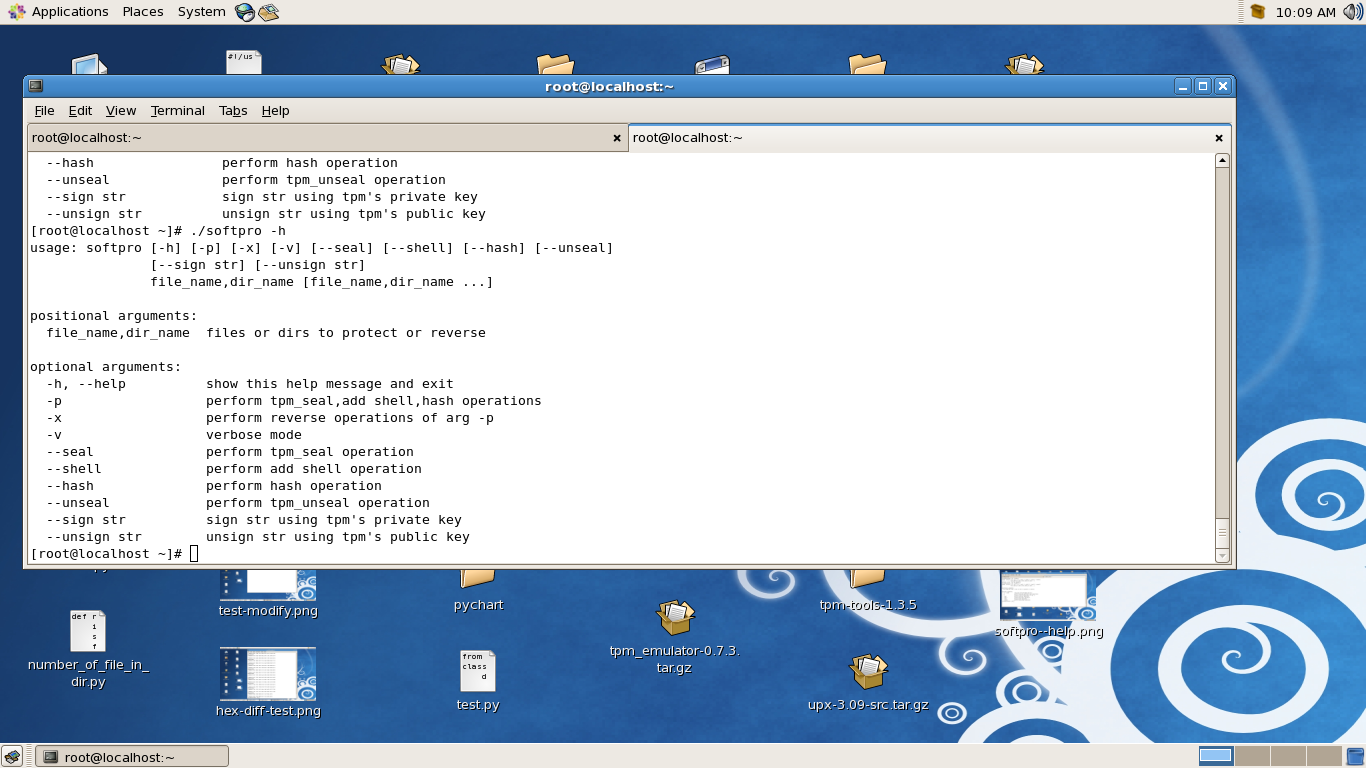 Applications Places System
10:09 AM
#!/us
root@localhost:~
File Edit View Terminal Tabs Help
root@localhost:~
root@localhost:~
--hash perform hash operation
--unseal perform tpm_unseal operation
--sign str sign str using tpm's private key
--unsign str unsign str using tpm's public key
[root@localhost ~]# ./softpro -h
usage: softpro [-h] [-p] [-x] [-v] [--seal] [--shell] [--hash] [--unseal]
[--sign str] [--unsign str]
file_name,dir_name [file_name,dir_name ...]
positional arguments:
file_name,dir_name files or dirs to protect or reverse
optional arguments:
-h, --help show this help message and exit
-p perform tpm_seal,add shell,hash operations
-x perform reverse operations of arg -p
-v verbose mode
--seal perform tpm_seal operation
--shell perform add shell operation
--hash perform hash operation
--unseal perform tpm_unseal operation
--sign str sign str using tpm's private key
--unsign str unsign str using tpm's public key
[root@localhost ~]#
test-modify.png
pychart
tpm-tools-1.3.5
softpro--help.png
def r
i
s
f
number_of_file_in_
dir.py
hex-diff-test.png
from
class
d
test.py
tpm_emulator-0.7.3.
tar.gz
upx-3.09-src.tar.gz
root@localhost:~